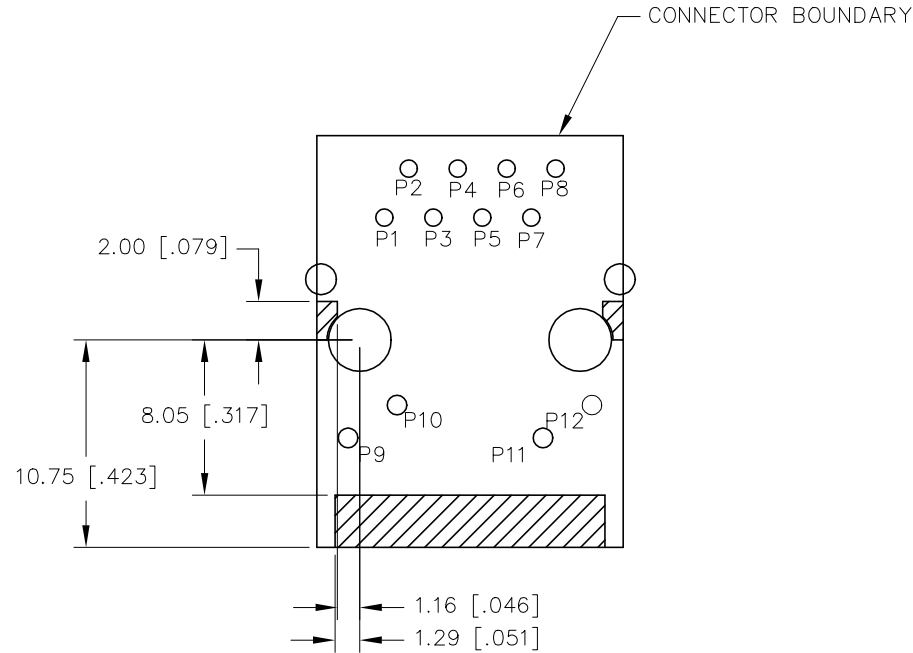 CONNECTOR BOUNDARY
P2 P4 P6 P8
P1 P3 P5 P7
2.00 [.079]
8.05 [.317]
P10 P12
P9 P11
10.75 [.423]
1.16 [.046]
1.29 [.051]